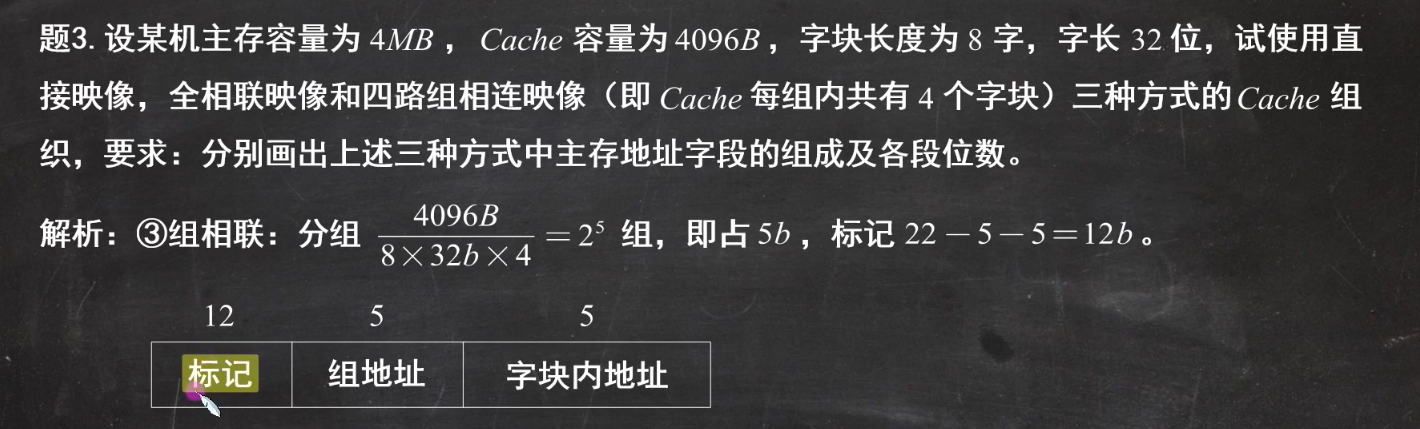 题3. 设某机主存容量为 4MB , Cache 容量为 4096B , 字块长度为 8 字，字长 32 位，试使用直
接映像，全相联映像和四路组相连映像（即 Cache 每组内共有 4 个字块）三种方式的 Cache 组
织，要求：分别画出上述三种方式中主存地址字段的组成及各段位数。
解析：③组相联：分组 \frac{4096B}{8×32b×4} = 2^5 组，即占 5b , 标记 22－5－5=12b 。
12 5 5
标记 组地址 字块内地址